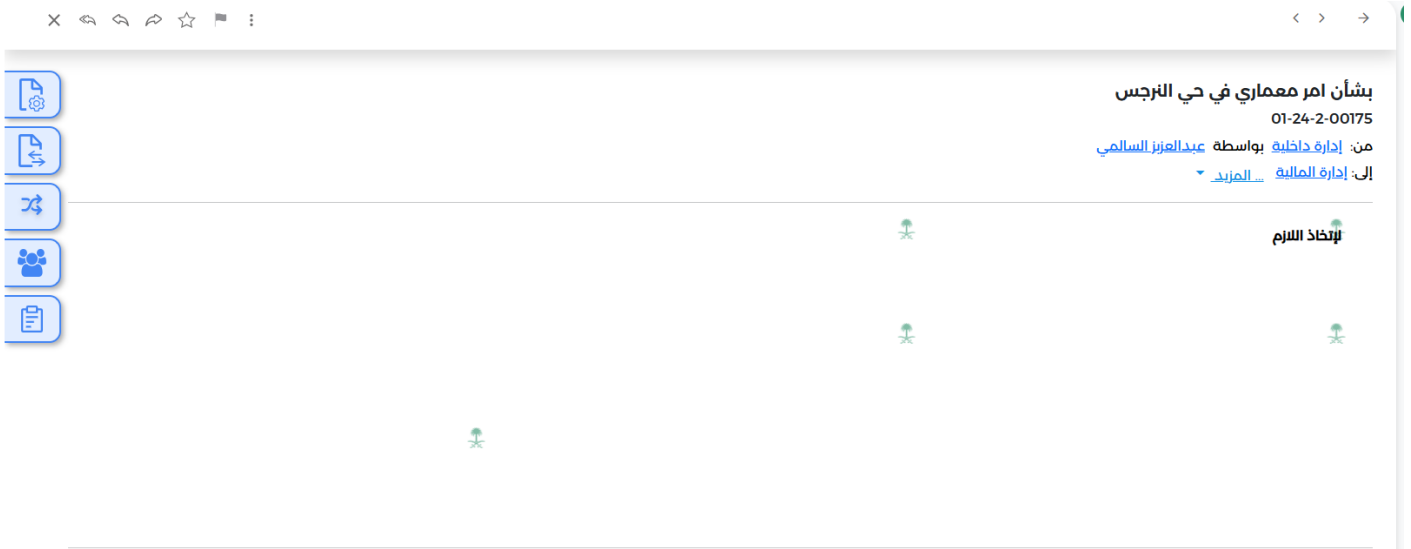 بشأن امر معماري في حي النرجس
01-24-2-00175
من: إدارة داخلية بواسطة عبدالعزيز السالمي
إلى: إدارة المالية ... المزيد
لإتخاذ اللازم